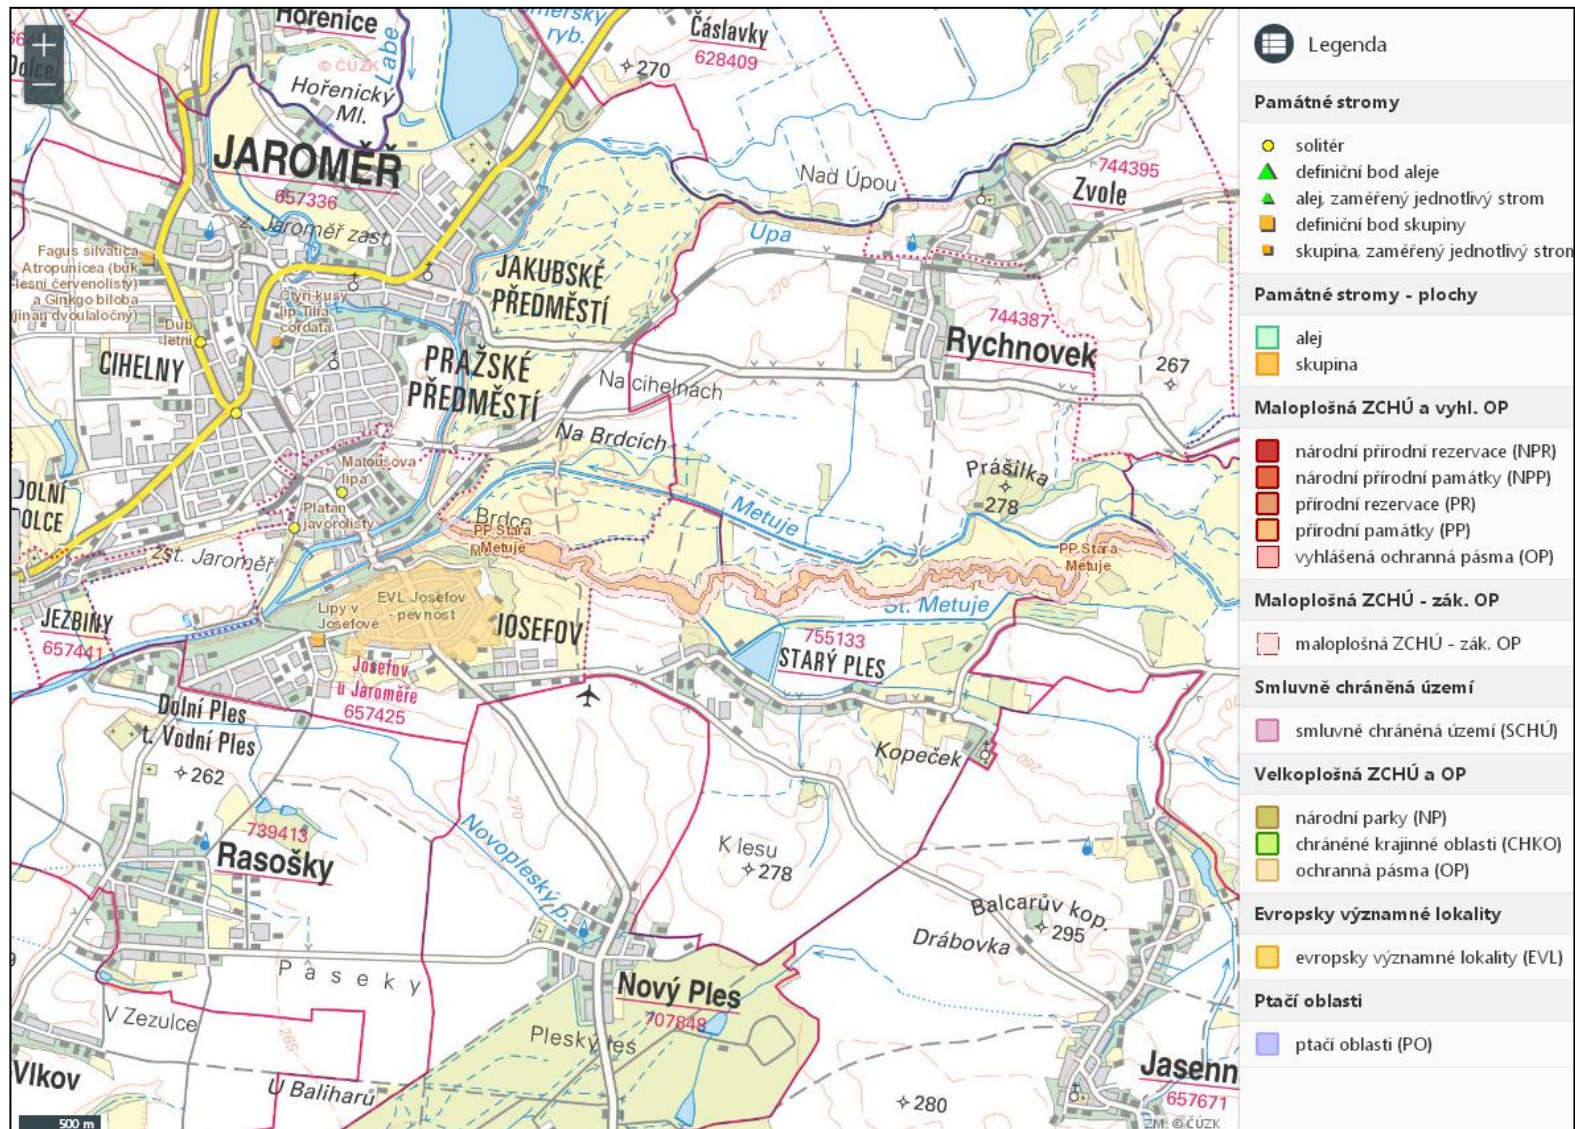 Hořenice
Labe
© ČÚZK
Hořenický
Ml.
ryb.
Čáslavky
628409
270
JAROMĚŘ
657336
z. Jaroměř zast.
Nad Úpou
744395
Zvole
Úpa
Fagus silvatica
Atropunicea (buk
lesní červenolistý)
a Ginkgo biloba
(jinan dvoulaločný)
Čtyři kusy
lip Tilia
cordata
Dub
letní
JAKUBSKÉ
PŘEDMĚSTÍ
270
744387
Rychnovek
267
CIHELNY
PRAŽSKÉ
PŘEDMĚSTÍ
Na cihelnách
Na Brdcích
Matoušova
lípa
Platan
javorolistý
DOLNÍ
DOLCE
Prášilka
278
Metuje
Brdce
PP Stará
Metuje
PP Stará
Metuje
zst. Jaroměř
St. Metuje
JEZBINY
657441
Lípy v
Josefově
EVL Josefov
- pevnost
JOSEFOV
755133
STARÝ PLES
Josefov
u Jaroměře
657425
Dolní Ples
t. Vodní Ples
262
Kopeček
260
270
739413
Rasošky
Novopleský p.
K lesu
278
Balcarův kop.
295
Drábovka
Paseky
Nový Ples
707848
V Zezulce
265
Pleský les
Vlkov
U Baliharů
280
Jasenn
657671
500 m
ZM: © ČÚZK
Legenda
Památné stromy
solitér
definiční bod aleje
alej, zaměřený jednotlivý strom
definiční bod skupiny
skupina, zaměřený jednotlivý strom
Památné stromy - plochy
alej
skupina
Maloplošná ZCHÚ a vyhl. OP
národní přírodní rezervace (NPR)
národní přírodní památky (NPP)
přírodní rezervace (PR)
přírodní památky (PP)
vyhlášená ochranná pásma (OP)
Maloplošná ZCHÚ - zák. OP
maloplošná ZCHÚ - zák. OP
Smluvně chráněná území
smluvně chráněná území (SCHÚ)
Velkoplošná ZCHÚ a OP
národní parky (NP)
chráněné krajinné oblasti (CHKO)
ochranná pásma (OP)
Evropsky významné lokality
evropsky významné lokality (EVL)
Ptačí oblasti
ptačí oblasti (PO)